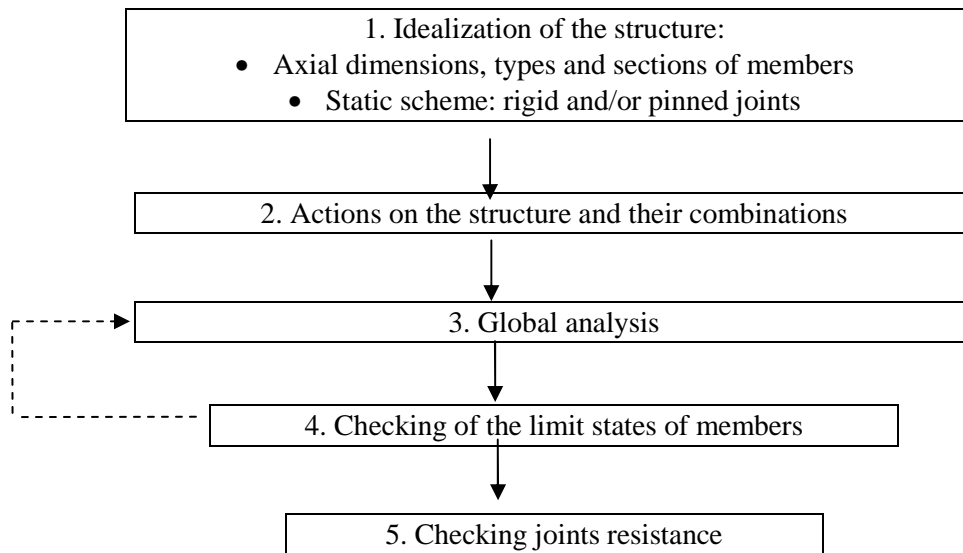 1. Idealization of the structure:
• Axial dimensions, types and sections of members
• Static scheme: rigid and/or pinned joints
2. Actions on the structure and their combinations
3. Global analysis
4. Checking of the limit states of members
5. Checking joints resistance